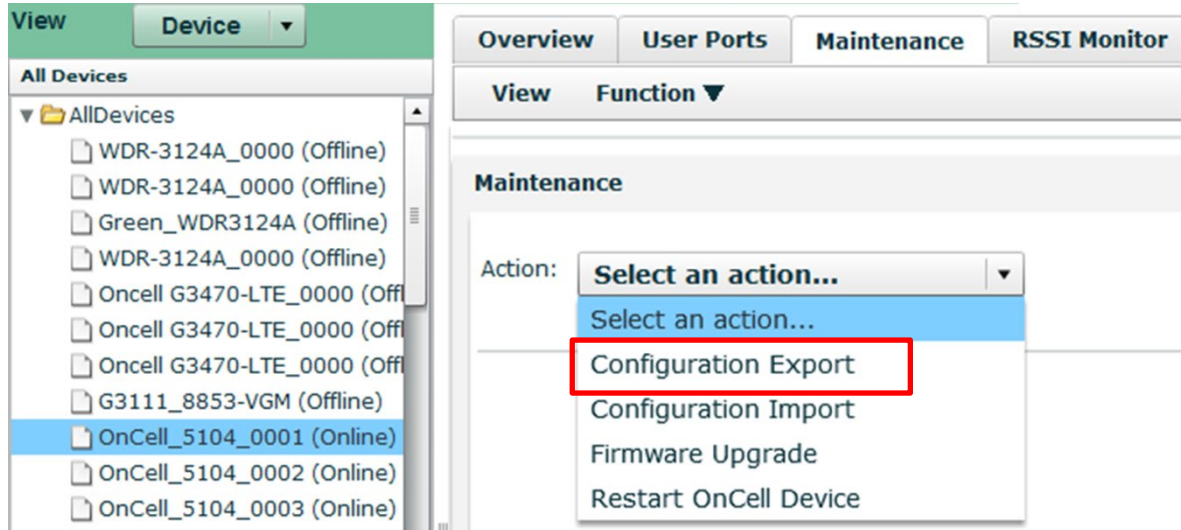 View
Device
All Devices
AllDevices
WDR-3124A_0000 (Offline)
WDR-3124A_0000 (Offline)
Green_WDR3124A (Offline)
WDR-3124A_0000 (Offline)
Oncell G3470-LTE_0000 (Offl
Oncell G3470-LTE_0000 (Offl
Oncell G3470-LTE_0000 (Offl
G3111_8853-VGM (Offline)
OnCell_5104_0001 (Online)
OnCell_5104_0002 (Online)
OnCell_5104_0003 (Online)
Overview User Ports Maintenance RSSI Monitor
View Function
Maintenance
Action: Select an action...
Select an action...
Configuration Export
Configuration Import
Firmware Upgrade
Restart OnCell Device